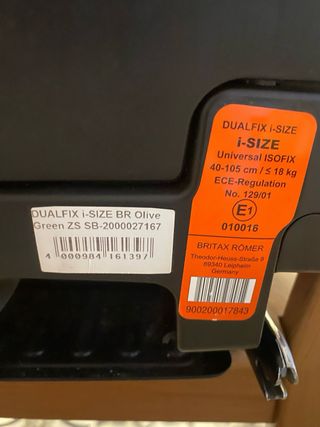 DUALFIX i-SIZE BR Olive
Green ZS SB-2000027167
4 000984 161397
DUALFIX i-SIZE
i-SIZE
Universal ISOFIX
40-105 cm / ≤ 18 kg
ECE-Regulation
No. 129/01
E1
010016
BRITAX RÖMER
Theodor-Heuss-Straße 9
89340 Leipheim
Germany
900200017843